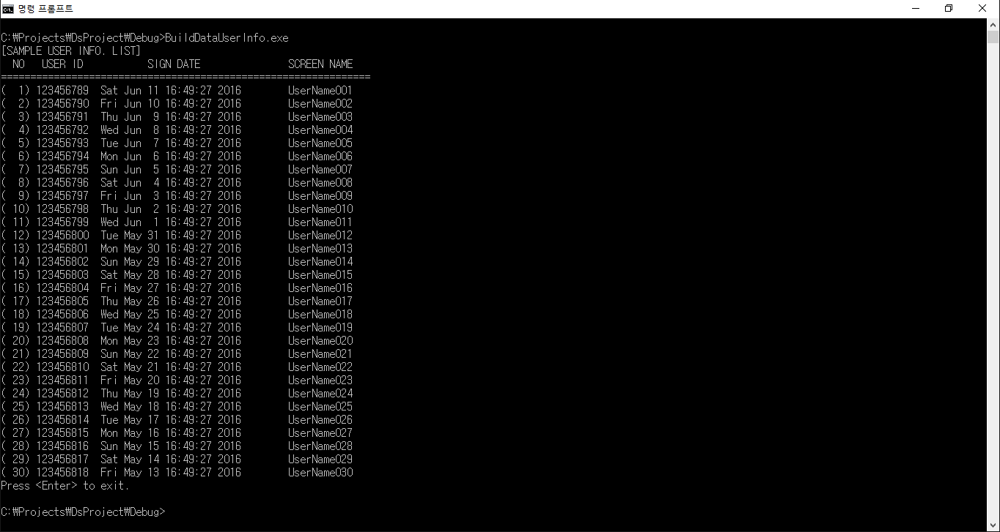 명령 프롬프트
C:₩Projects₩DsProject₩Debug>BuildDataUserInfo.exe
[SAMPLE USER INFO. LIST]
  NO   USER ID           SIGN DATE               SCREEN NAME
===============================================================
(  1) 123456789  Sat Jun 11 16:49:27 2016        UserName001
(  2) 123456790  Fri Jun 10 16:49:27 2016        UserName002
(  3) 123456791  Thu Jun  9 16:49:27 2016        UserName003
(  4) 123456792  Wed Jun  8 16:49:27 2016        UserName004
(  5) 123456793  Tue Jun  7 16:49:27 2016        UserName005
(  6) 123456794  Mon Jun  6 16:49:27 2016        UserName006
(  7) 123456795  Sun Jun  5 16:49:27 2016        UserName007
(  8) 123456796  Sat Jun  4 16:49:27 2016        UserName008
(  9) 123456797  Fri Jun  3 16:49:27 2016        UserName009
( 10) 123456798  Thu Jun  2 16:49:27 2016        UserName010
( 11) 123456799  Wed Jun  1 16:49:27 2016        UserName011
( 12) 123456800  Tue May 31 16:49:27 2016        UserName012
( 13) 123456801  Mon May 30 16:49:27 2016        UserName013
( 14) 123456802  Sun May 29 16:49:27 2016        UserName014
( 15) 123456803  Sat May 28 16:49:27 2016        UserName015
( 16) 123456804  Fri May 27 16:49:27 2016        UserName016
( 17) 123456805  Thu May 26 16:49:27 2016        UserName017
( 18) 123456806  Wed May 25 16:49:27 2016        UserName018
( 19) 123456807  Tue May 24 16:49:27 2016        UserName019
( 20) 123456808  Mon May 23 16:49:27 2016        UserName020
( 21) 123456809  Sun May 22 16:49:27 2016        UserName021
( 22) 123456810  Sat May 21 16:49:27 2016        UserName022
( 23) 123456811  Fri May 20 16:49:27 2016        UserName023
( 24) 123456812  Thu May 19 16:49:27 2016        UserName024
( 25) 123456813  Wed May 18 16:49:27 2016        UserName025
( 26) 123456814  Tue May 17 16:49:27 2016        UserName026
( 27) 123456815  Mon May 16 16:49:27 2016        UserName027
( 28) 123456816  Sun May 15 16:49:27 2016        UserName028
( 29) 123456817  Sat May 14 16:49:27 2016        UserName029
( 30) 123456818  Fri May 13 16:49:27 2016        UserName030
Press <Enter> to exit.
C:₩Projects₩DsProject₩Debug>